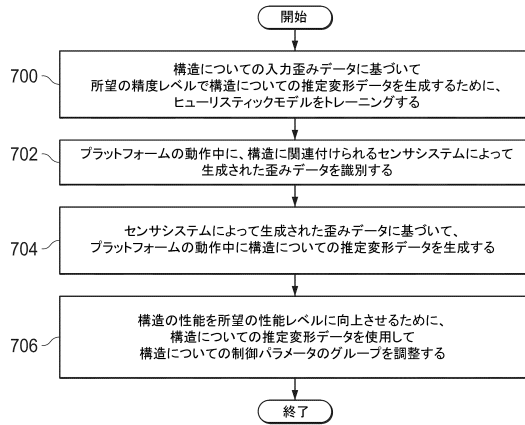 開始
700
構造についての入力歪みデータに基づいて
所望の精度レベルで構造についての推定変形データを生成するために、
ヒューリスティックモデルをトレーニングする
702
プラットフォームの動作中に、構造に関連付けられるセンサシステムによって
生成された歪みデータを識別する
704
センサシステムによって生成された歪みデータに基づいて、
プラットフォームの動作中に構造についての推定変形データを生成する
706
構造の性能を所望の性能レベルに向上させるために、
構造についての推定変形データを使用して
構造についての制御パラメータのグループを調整する
終了